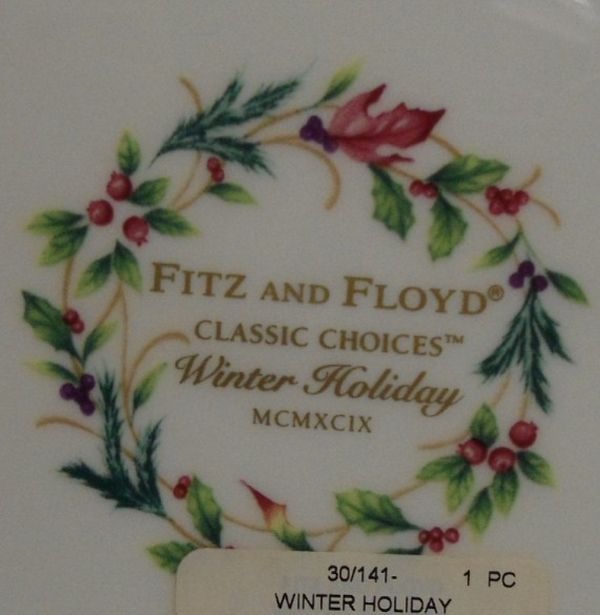 FITZ AND FLOYD®
CLASSIC CHOICES™
Winter Holiday
MCMXCIX
30/141- 1 PC
WINTER HOLIDAY